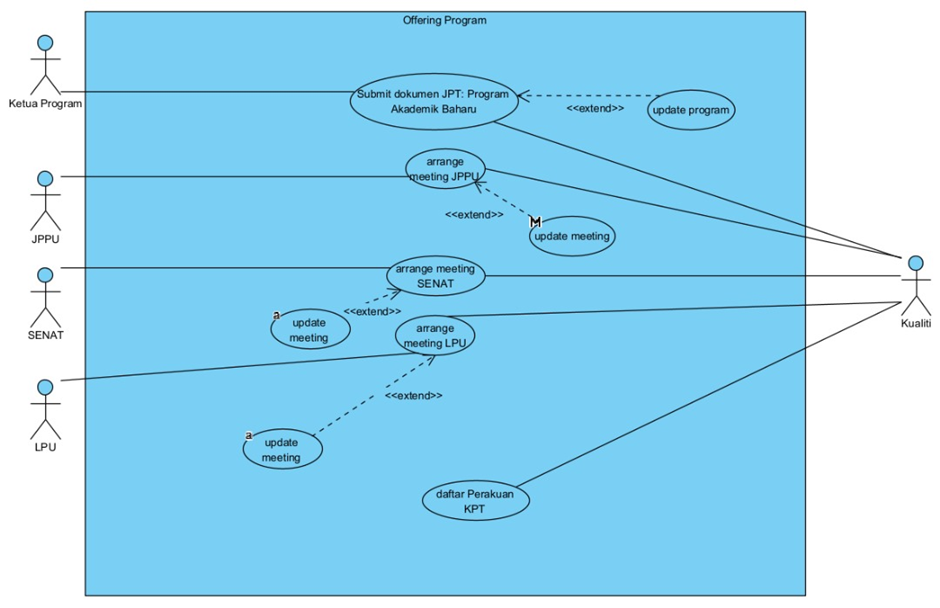 Offering Program
Ketua Program
Submit dokumen JPT: Program
Akademik Baharu
<<extend>>
update program
arrange
meeting JPPU
JPPU
<<extend>>
M
update meeting
arrange meeting
SENAT
SENAT
<<extend>>
a
update
meeting
arrange
meeting LPU
Kualiti
LPU
<<extend>>
a
update
meeting
daftar Perakuan
KPT